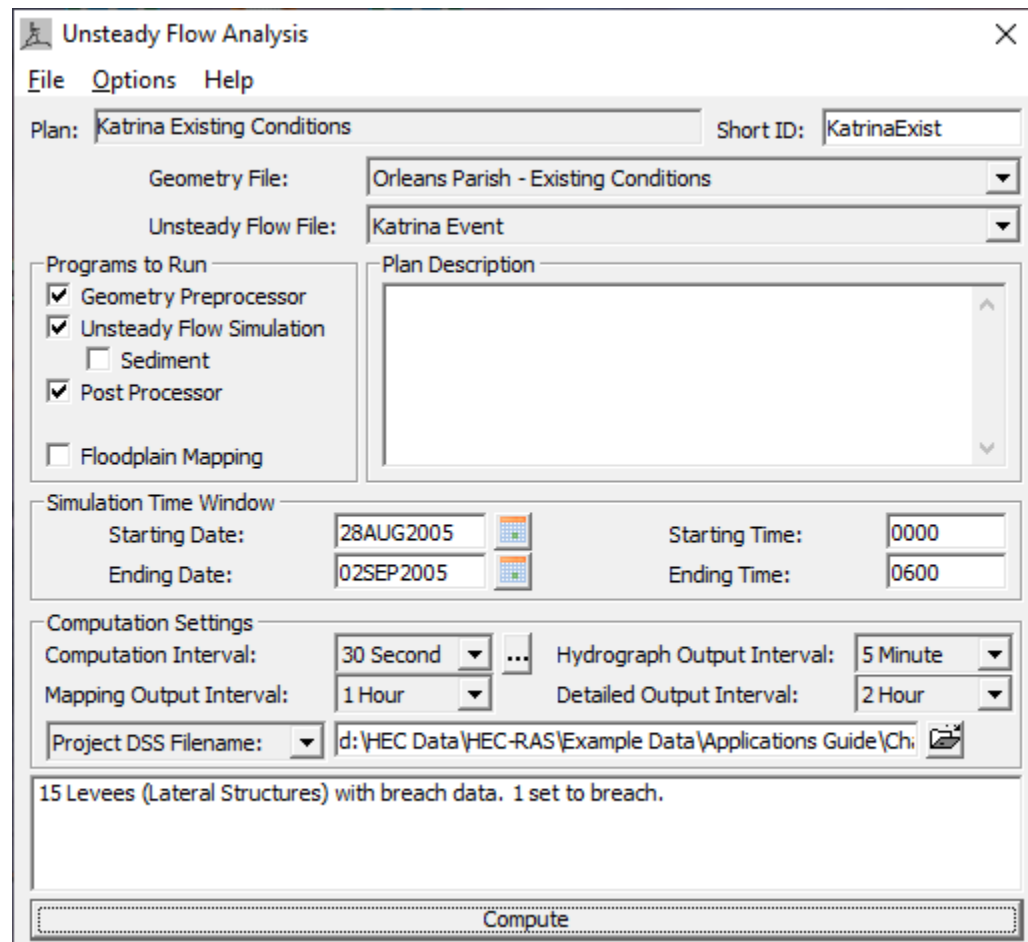 Unsteady Flow Analysis
File Options Help
Plan: Katrina Existing Conditions Short ID: KatrinaExist
Geometry File: Orleans Parish - Existing Conditions
Unsteady Flow File: Katrina Event
Programs to Run
Geometry Preprocessor
Unsteady Flow Simulation
Sediment
Post Processor
Floodplain Mapping
Plan Description
Simulation Time Window
Starting Date: 28AUG2005 Starting Time: 0000
Ending Date: 02SEP2005 Ending Time: 0600
Computation Settings
Computation Interval: 30 Second ... Hydrograph Output Interval: 5 Minute
Mapping Output Interval: 1 Hour Detailed Output Interval: 2 Hour
Project DSS Filename: d:\HEC Data\HEC-RAS\Example Data\Applications Guide\Cha
15 Levees (Lateral Structures) with breach data. 1 set to breach.
Compute